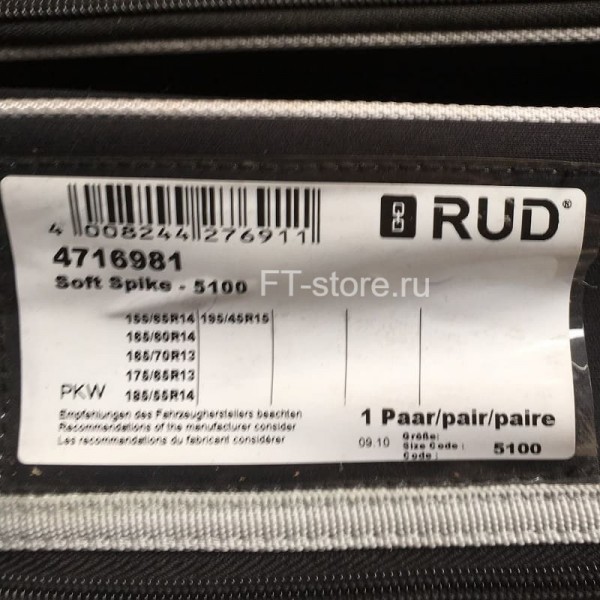 RUD®
4 008244 276911
4716981
Soft Spike - 5100
FT-store.ru
155/65R14 195/45R15
165/60R14
165/70R13
175/65R13
185/55R14
PKW
Empfehlungen des Fahrzeugherstellers beachten
Recommendations of the manufacturer consider
Les recommendations du fabricant considérer
1 Paar/pair/paire
09.10
Größe:
Size Code :
Code :
5100